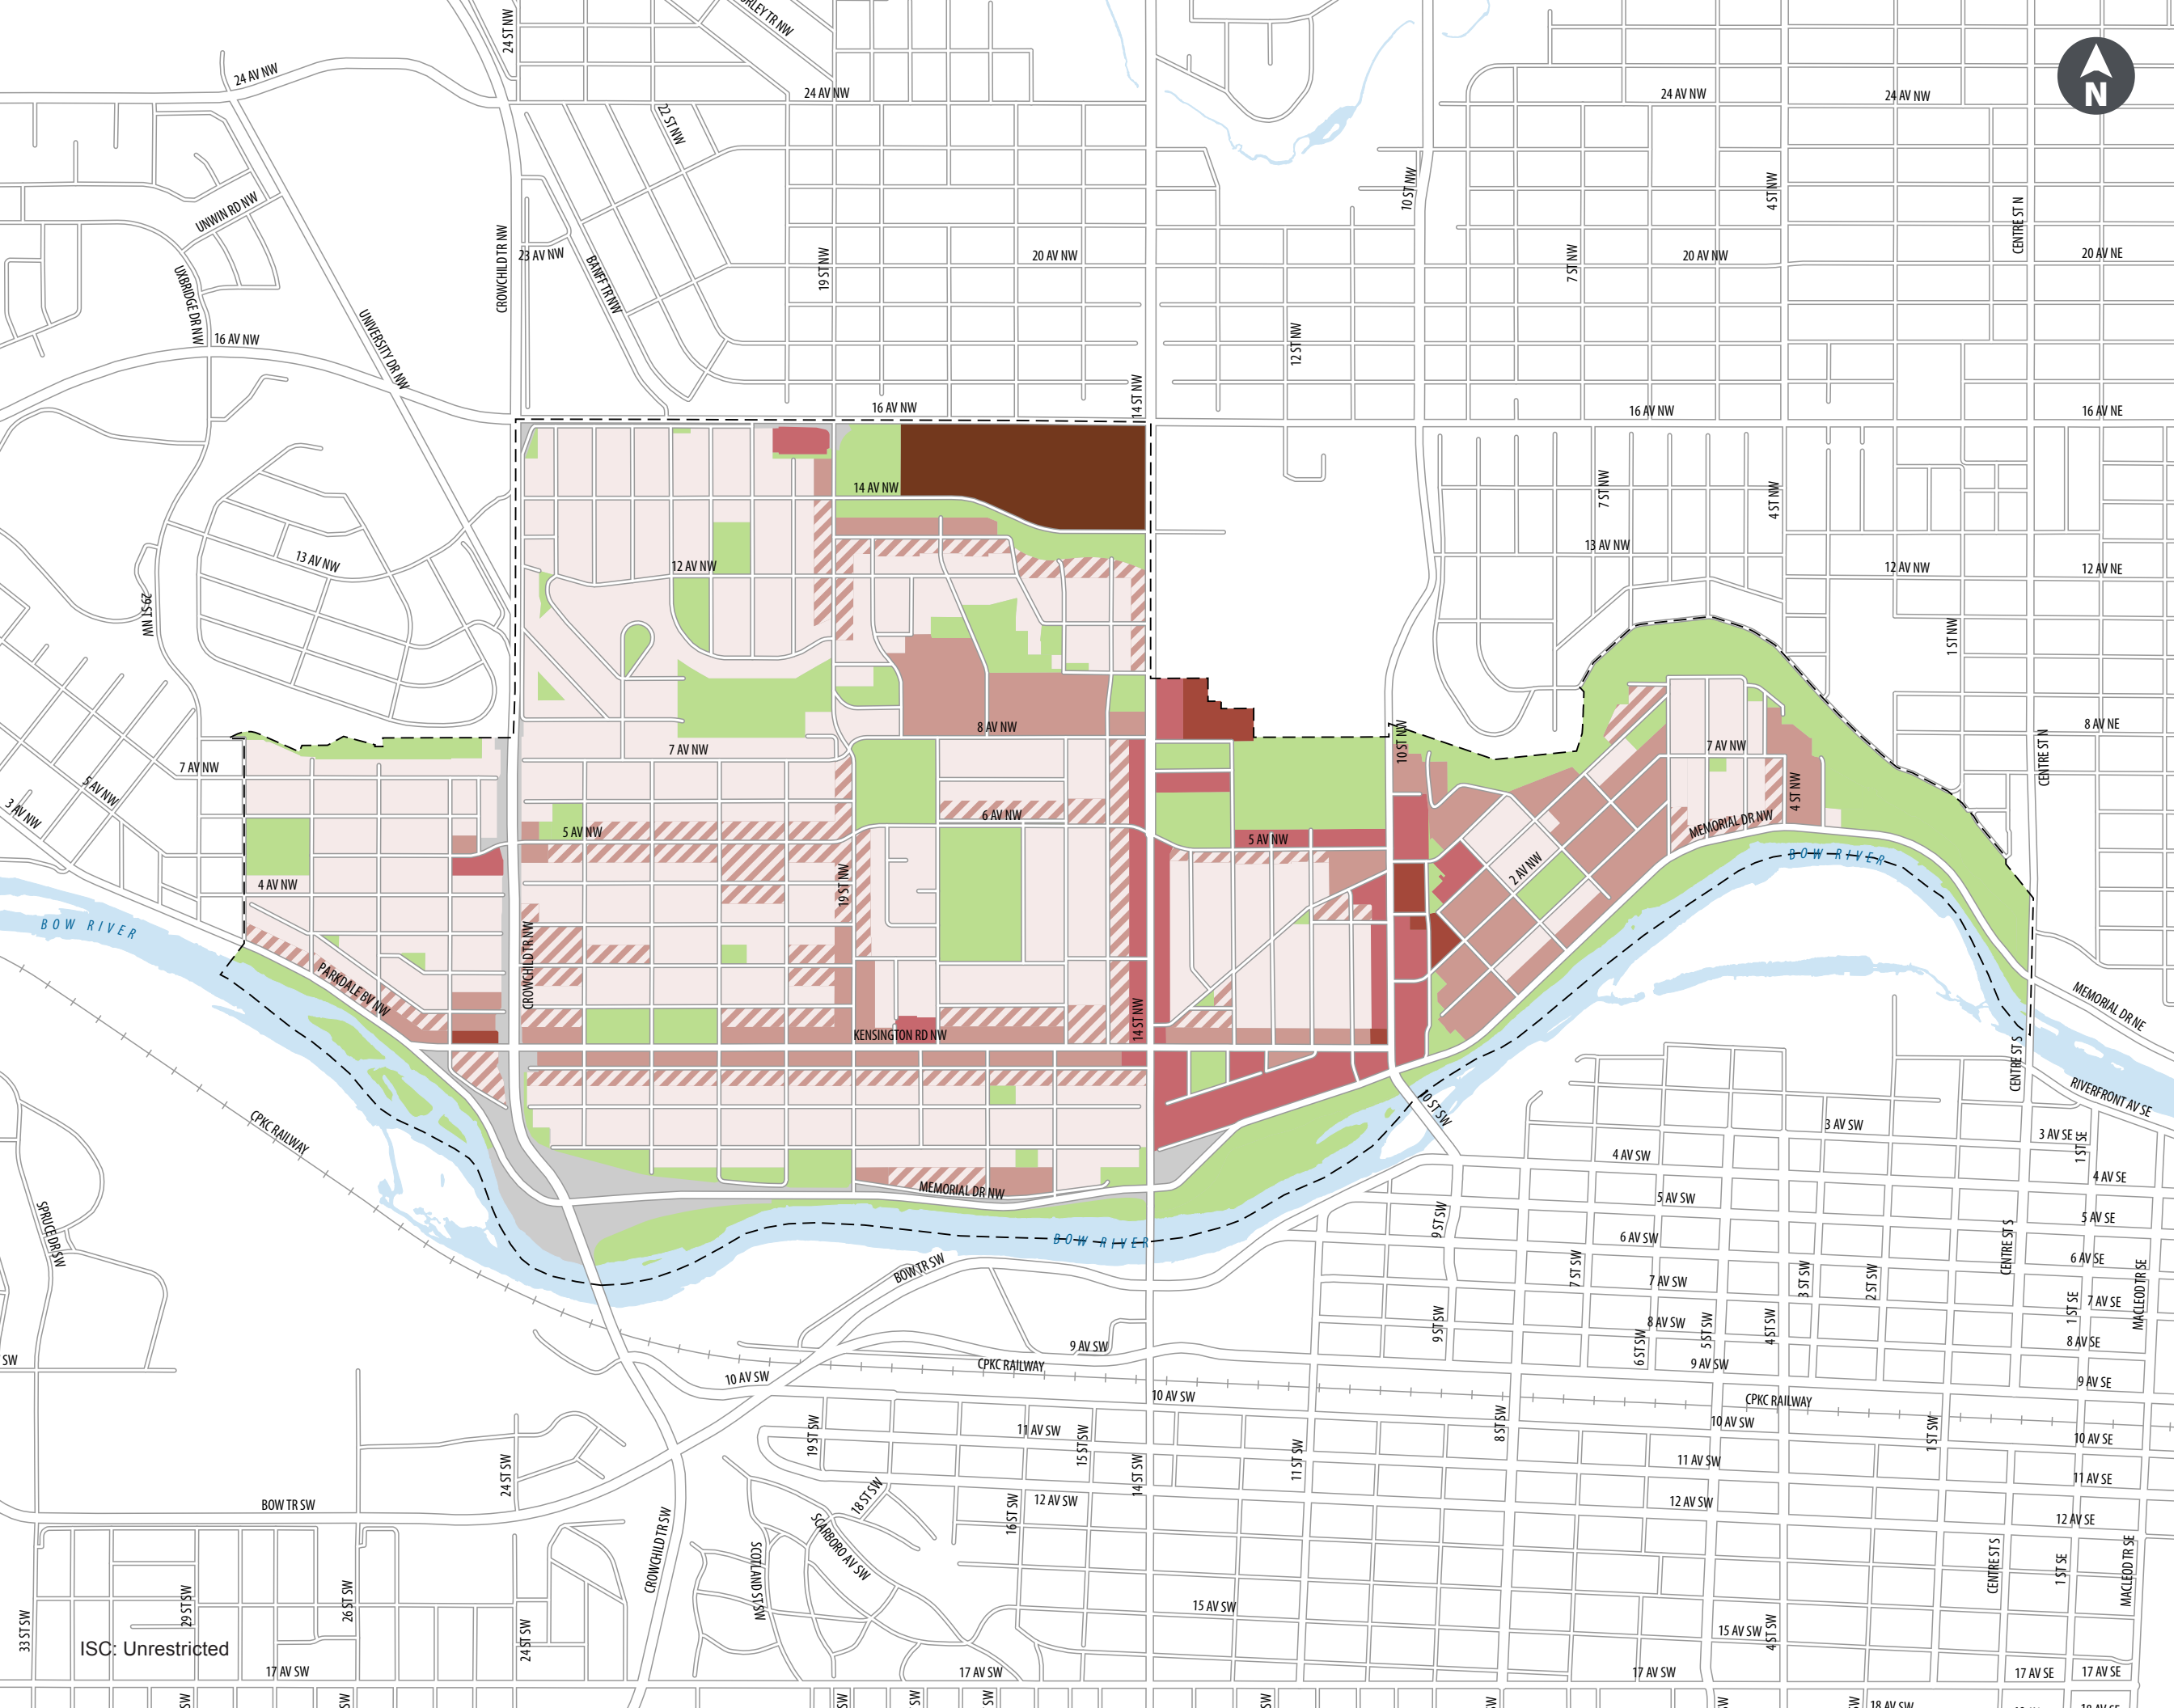 24 ST NW
24 AV NW
24 AV NW
24 AV NW
24 AV NW
22 ST NW
N
UNWIN RD NW
10 ST NW
4 ST NW
CENTRE ST N
CROWCHILD TR NW
23 AV NW
BANFF TR NW
19 ST NW
20 AV NW
7 ST NW
20 AV NW
20 AV NE
UXBRIDGE DR NW
16 AV NW
UNIVERSITY DR NW
12 ST NW
14 ST NW
16 AV NW
16 AV NW
16 AV NE
14 AV NW
7 ST NW
4 ST NW
13 AV NW
13 AV NW
12 AV NW
12 AV NW
12 AV NE
29 ST NW
1 ST NW
8 AV NW
10 ST NW
7 AV NW
7 AV NW
8 AV NE
CENTRE ST N
7 AV NW
5 AV NW
3 AV NW
6 AV NW
5 AV NW
5 AV NW
4 ST NW
MEMORIAL DR NW
BOW RIVER
2 AV NW
4 AV NW
19 ST NW
BOW RIVER
CROWCHILD TR NW
PARKDALE BV NW
14 ST NW
KENSINGTON RD NW
MEMORIAL DR NE
CENTRE ST S
RIVERFRONT AV SE
10 ST SW
CPKC RAILWAY
3 AV SW
3 AV SE
1 ST SE
4 AV SW
4 AV SE
MEMORIAL DR NW
5 AV SW
5 AV SE
SPRUCE DR SW
BOW RIVER
9 ST SW
6 AV SW
CENTRE ST S
6 AV SE
BOW TR SW
7 ST SW
7 AV SW
3 ST SW
2 ST SW
7 AV SE
1 ST SE
MACLEOD TR SE
9 ST SW
8 AV SW
5 ST SW
4 ST SW
6 ST SW
8 AV SE
9 AV SW
SW
CPKC RAILWAY
9 AV SW
10 AV SW
9 AV SE
10 AV SW
CPKC RAILWAY
10 AV SW
19 ST SW
11 AV SW
15 ST SW
8 ST SW
1 ST SW
10 AV SE
24 ST SW
14 ST SW
11 ST SW
11 AV SW
11 AV SE
BOW TR SW
18 ST SW
12 AV SW
16 ST SW
12 AV SW
12 AV SE
CROWCHILD TR SW
SCARBORO AV SW
SCOTLAND ST SW
CENTRE ST S
1 ST SE
MACLEOD TR SE
33 ST SW
29 ST SW
26 ST SW
24 ST SW
15 AV SW
15 AV SW
4 ST SW
ISC: Unrestricted
17 AV SW
17 AV SW
17 AV SW
17 AV SE
17 AV SE
SW
SW
SW
SW
SW
SW
SW
SW
SW
18 AV SW